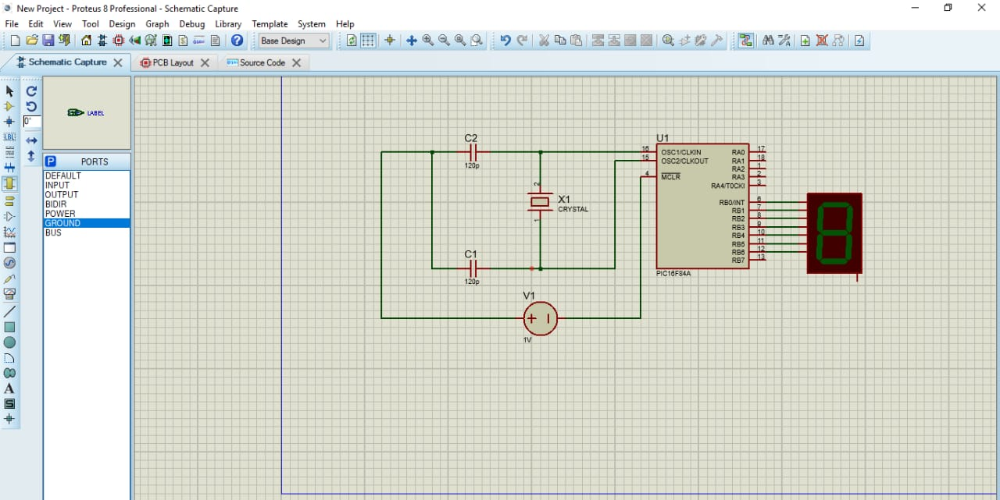 New Project - Proteus 8 Professional - Schematic Capture
File Edit View Tool Design Graph Debug Library Template System Help
Base Design
Schematic Capture
PCB Layout
Source Code
0°
LBL
LABEL
P PORTS
DEFAULT
INPUT
OUTPUT
BIDIR
POWER
GROUND
BUS
A
S
C2
120p
2
X1
CRYSTAL
1
C1
120p
V1
+
1V
U1
16 OSC1/CLKIN RA0 17
15 OSC2/CLKOUT RA1 18
RA2 1
4 MCLR RA3 2
RA4/T0CKI 3
RB0/INT 6
RB1 7
RB2 8
RB3 9
RB4 10
RB5 11
RB6 12
RB7 13
PIC16F84A
8